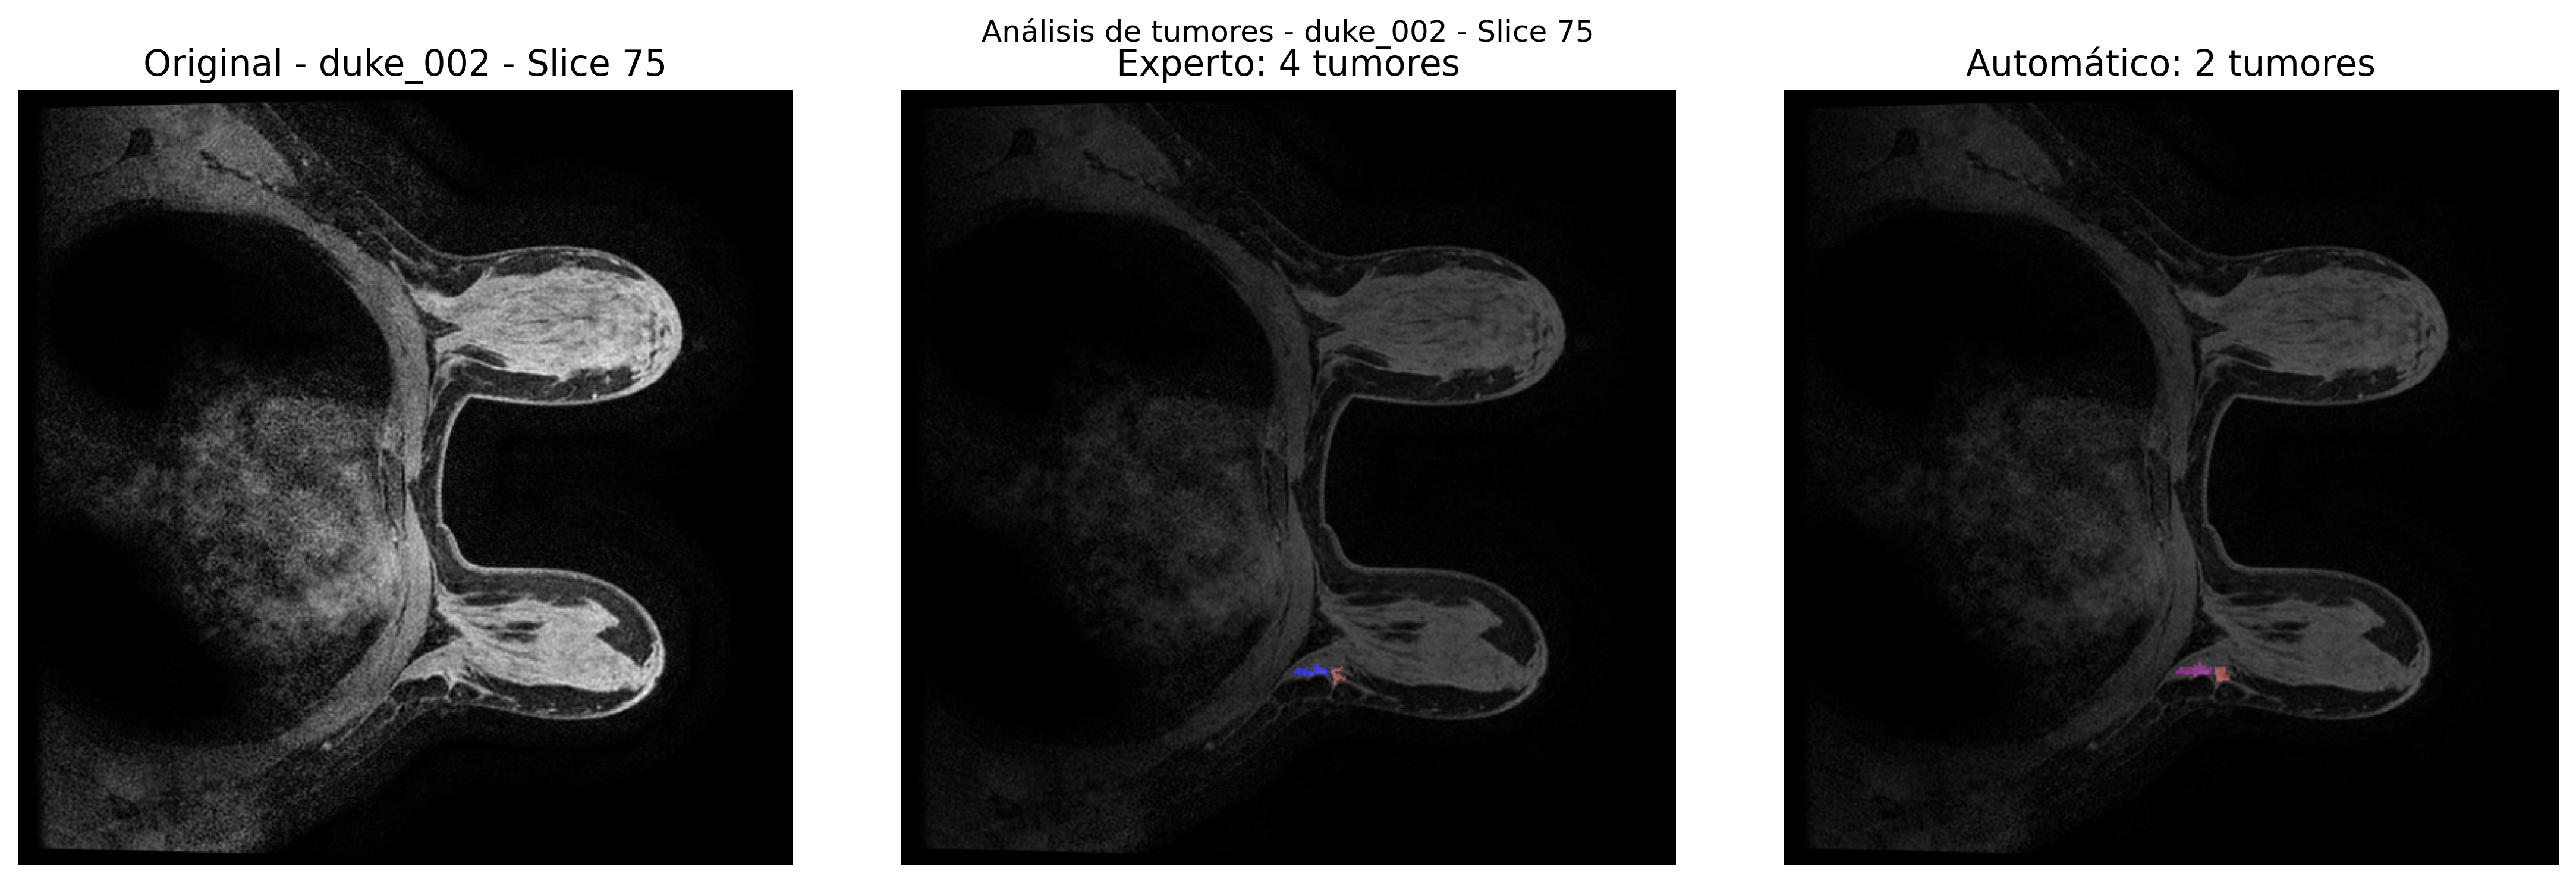 Análisis de tumores - duke_002 - Slice 75
Original - duke_002 - Slice 75
Experto: 4 tumores
Automático: 2 tumores